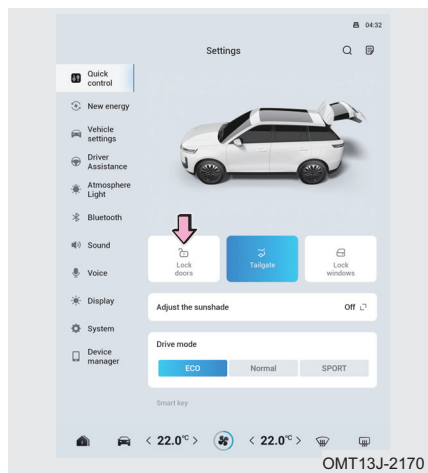 04:32
Settings
Quick
control
New energy
Vehicle
settings
Driver
Assistance
Atmosphere
Light
Bluetooth
Sound
Voice
Display
System
Device
manager
Lock
doors
Tailgate
Lock
windows
Adjust the sunshade Off
Drive mode
ECO Normal SPORT
Smart key
< 22.0℃ > < 22.0℃ >
OMT13J-2170